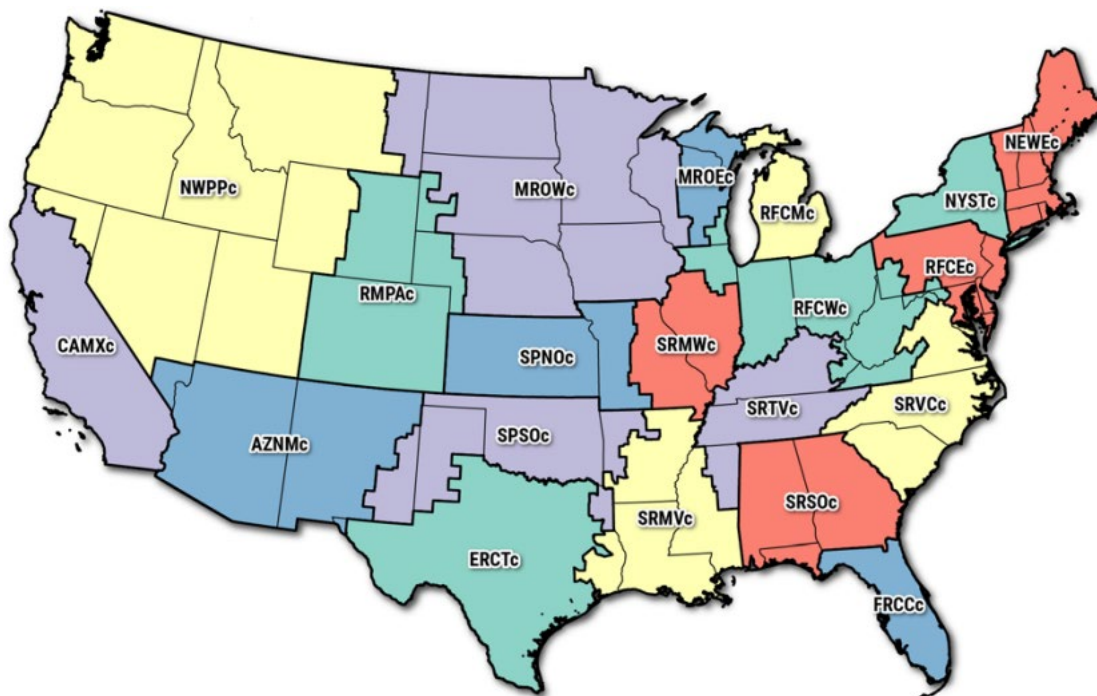 NEWEc
MROEc
NWPPc
MROWc
RFCMc
NYSTc
RFCEc
RMPAc
RFCWc
CAMXc
SPNOc
SRMWc
SRTVc
SRVCc
AZNMc
SPSOc
SRSOc
SRMVc
ERCTc
FRCCc